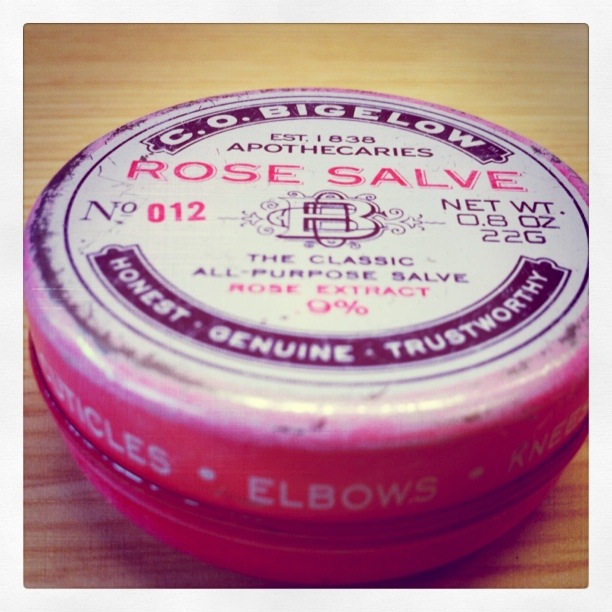 C.O. BIGELOW
EST. 1838
APOTHECARIES
ROSE SALVE
No 012
NET WT.
0.8 OZ
22G
THE CLASSIC
ALL-PURPOSE SALVE
ROSE EXTRACT
9%
HONEST · GENUINE · TRUSTWORTHY
• ELBOWS •